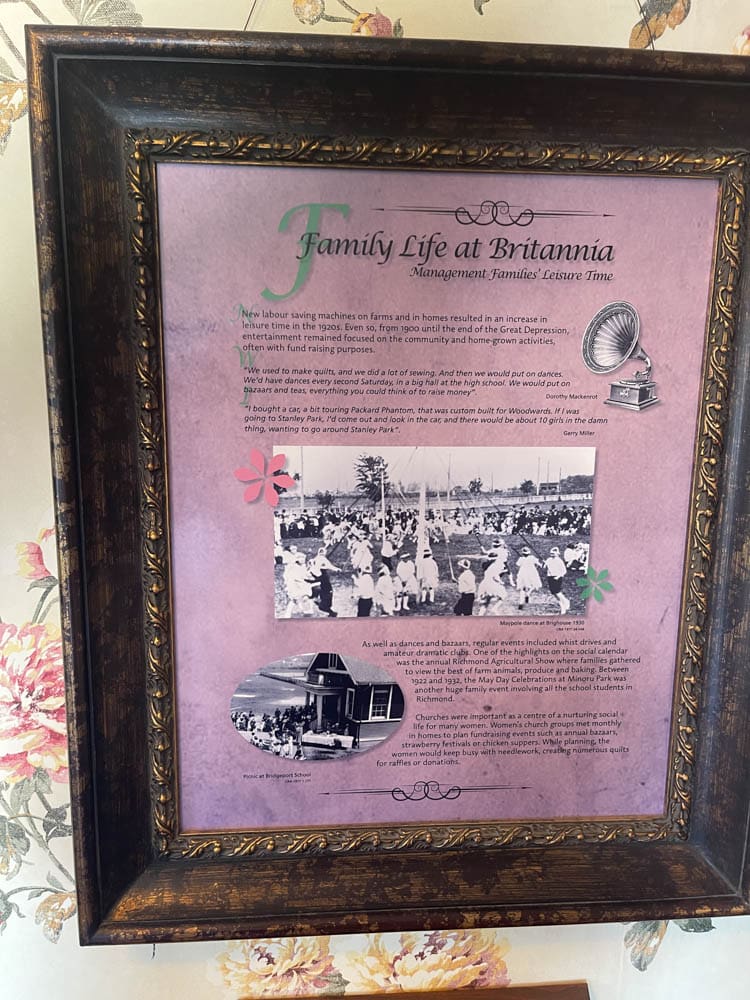 Family Life at Britannia
Management Families' Leisure Time
New labour saving machines on farms and in homes resulted in an increase in
leisure time in the 1920s. Even so, from 1900 until the end of the Great Depression,
entertainment remained focused on the community and home-grown activities,
often with fund raising purposes.
"We used to make quilts, and we did a lot of sewing. And then we would put on dances.
We'd have dances every second Saturday, in a big hall at the high school. We would put on
bazaars and teas, everything you could think of to raise money".
Dorothy Mackenrot
"I bought a car, a bit touring Packard Phantom, that was custom built for Woodwards. If I was
going to Stanley Park, I'd come out and look in the car, and there would be about 10 girls in the damn
thing, wanting to go around Stanley Park".
Gerry Miller
Maypole dance at Brighouse 1930
As well as dances and bazaars, regular events included whist drives and
amateur dramatic clubs. One of the highlights on the social calendar
was the annual Richmond Agricultural Show where families gathered
to view the best of farm animals, produce and baking. Between
1922 and 1932, the May Day Celebrations at Minoru Park was
another huge family event involving all the school students in
Richmond.
Churches were important as a centre of a nurturing social
life for many women. Women's church groups met monthly
in homes to plan fundraising events such as annual bazaars,
strawberry festivals or chicken suppers. While planning, the
women would keep busy with needlework, creating numerous quilts
for raffles or donations.
Picnic at Bridgeport School